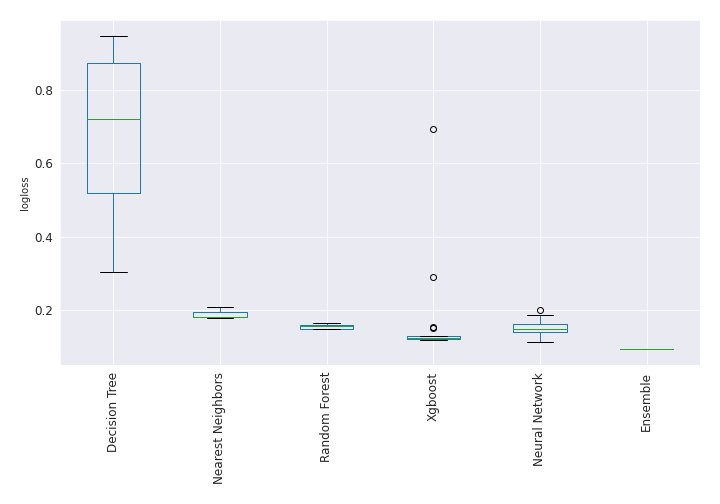 0.8
0.6
0.4
0.2
logloss
Decision Tree
Nearest Neighbors
Random Forest
Xgboost
Neural Network
Ensemble